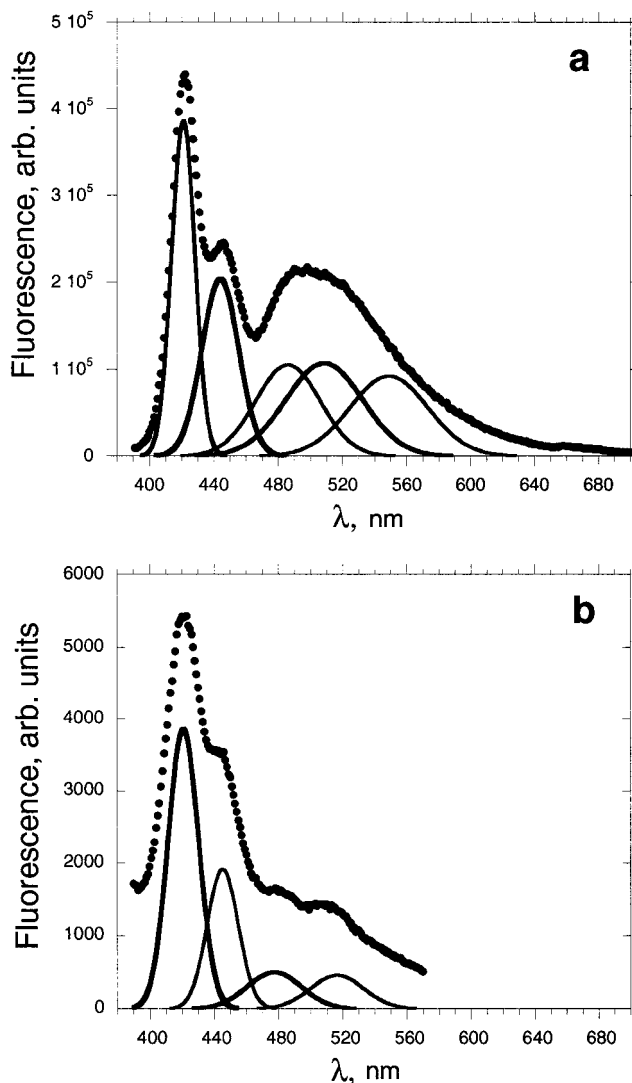 a
Fluorescence, arb. units
5 10⁵
4 10⁵
3 10⁵
2 10⁵
1 10⁵
0
400 440 480 520 560 600 640 680
λ, nm
b
Fluorescence, arb. units
6000
5000
4000
3000
2000
1000
0
400 440 480 520 560 600 640 680
λ, nm